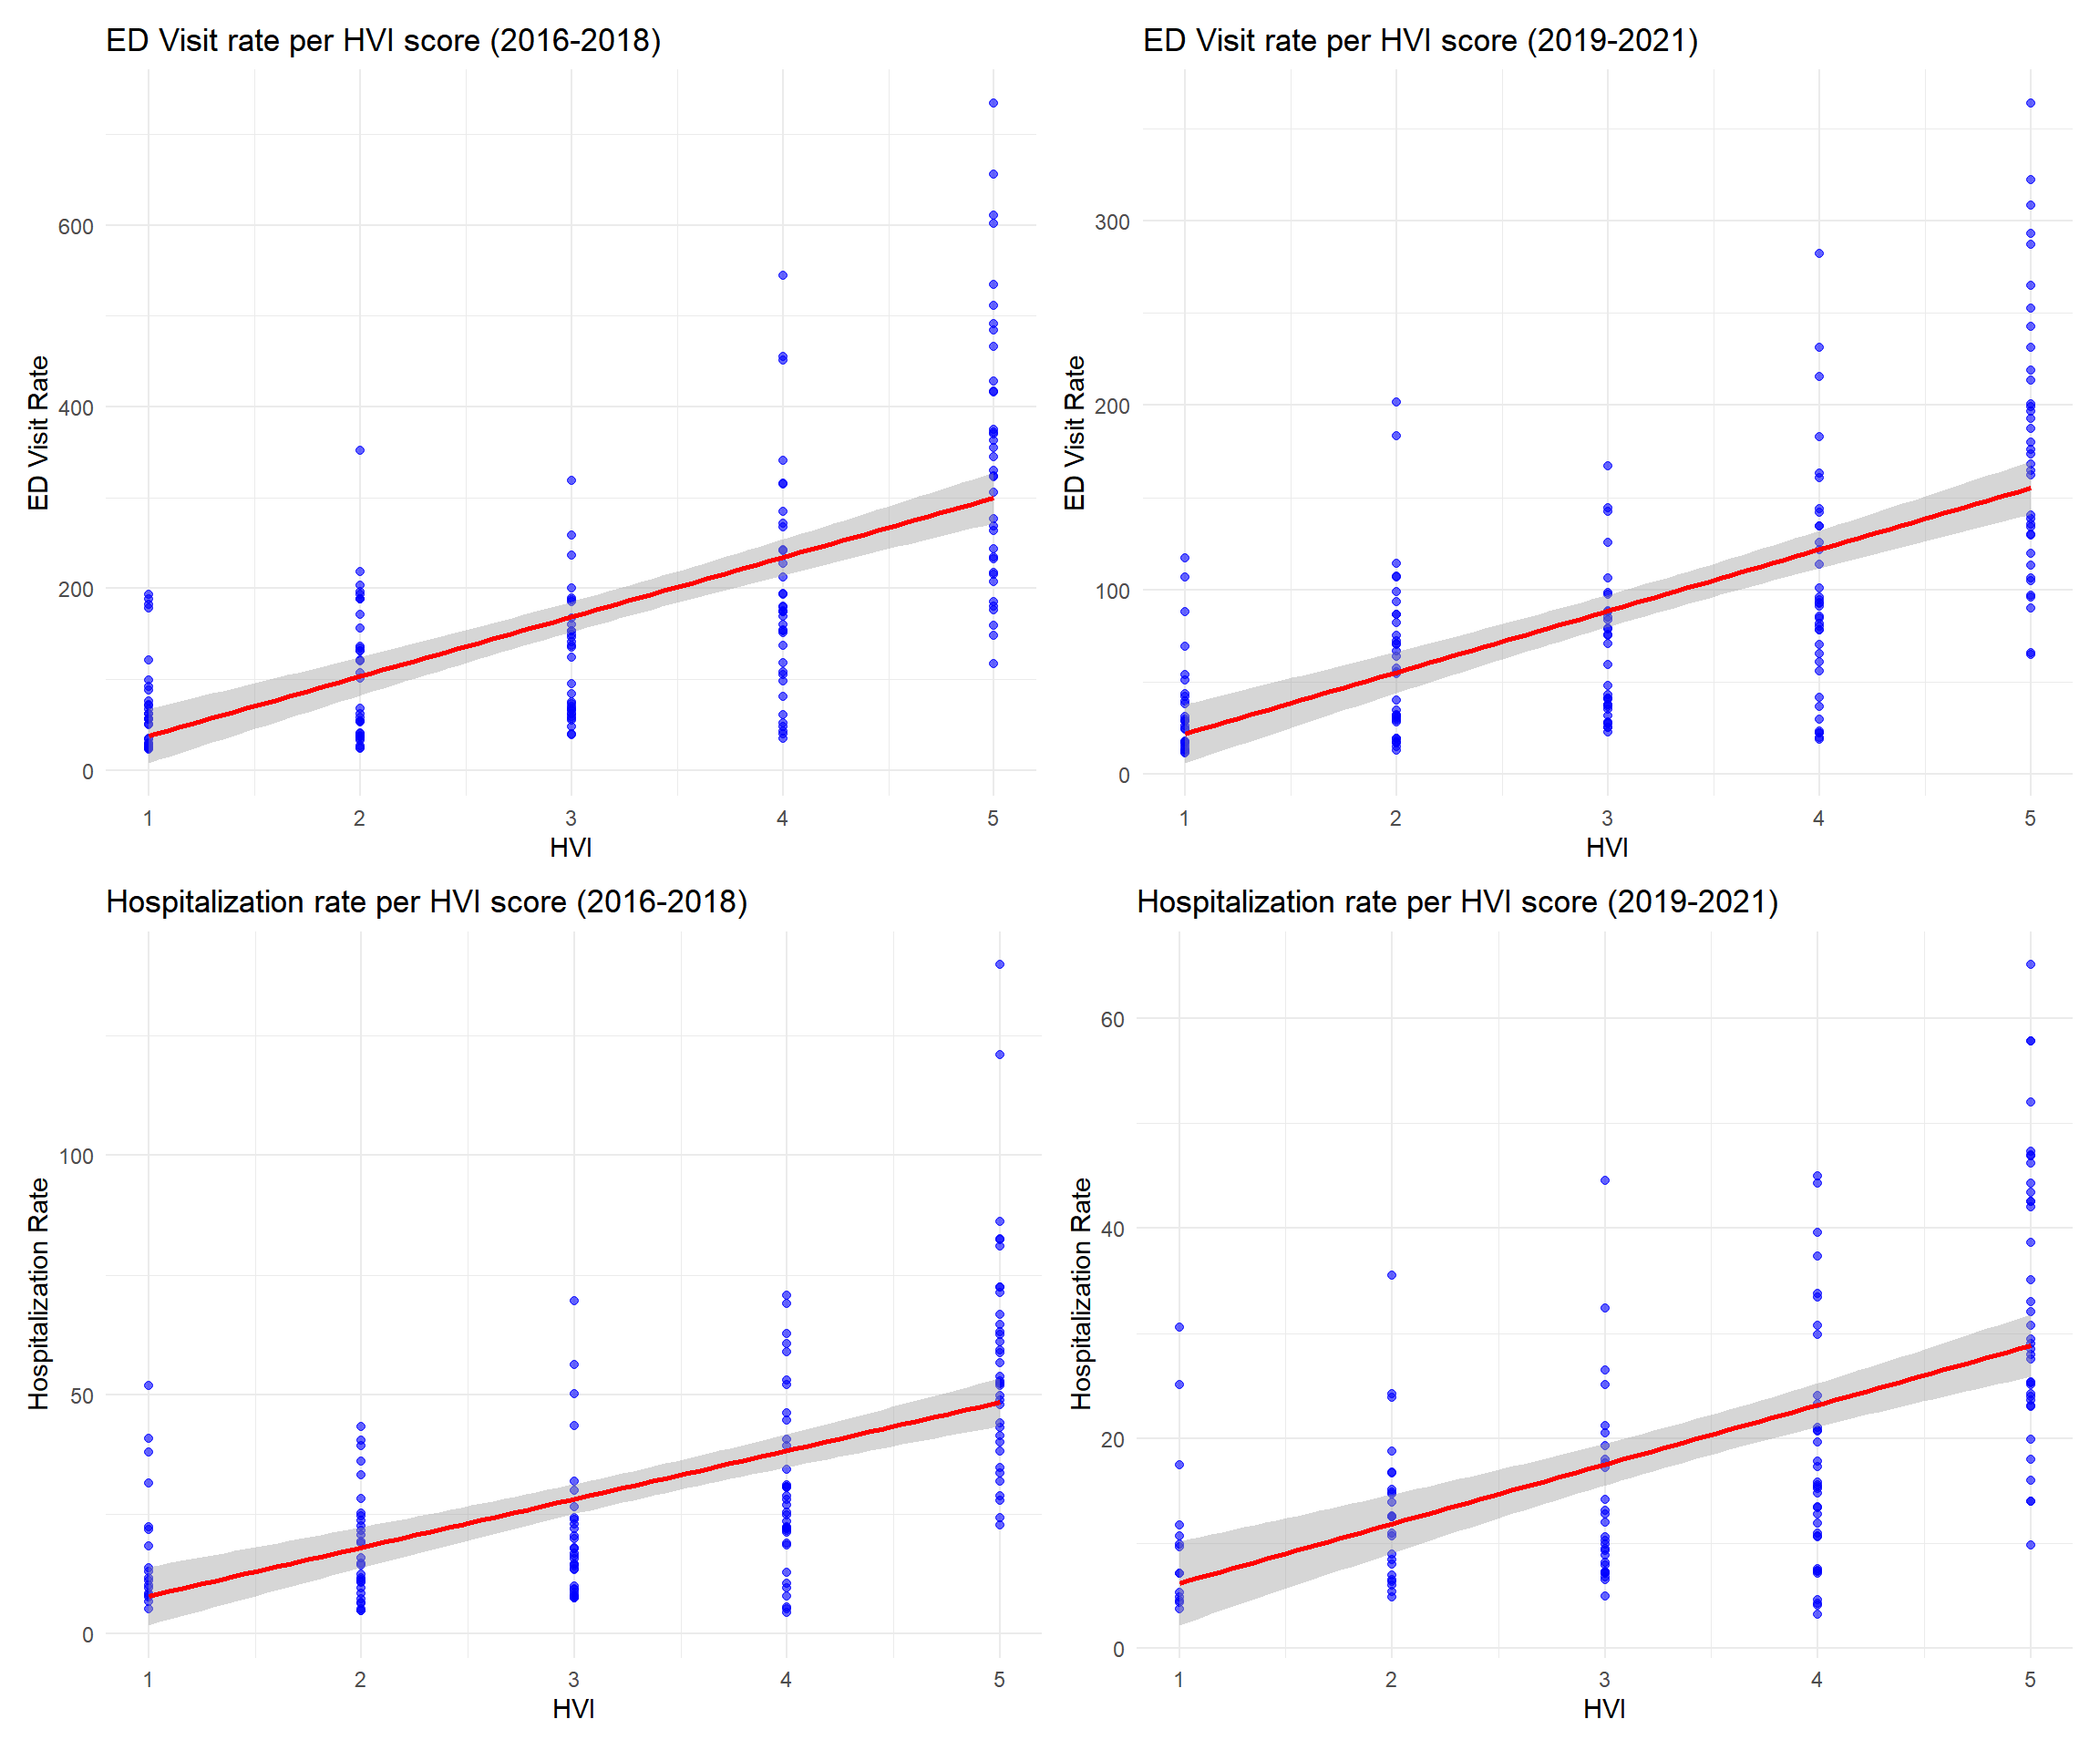 ED Visit rate per HVI score (2016-2018)
ED Visit Rate
600
400
200
0
1 2 3 4 5
HVI
ED Visit rate per HVI score (2019-2021)
ED Visit Rate
300
200
100
0
1 2 3 4 5
HVI
Hospitalization rate per HVI score (2016-2018)
Hospitalization Rate
100
50
0
1 2 3 4 5
HVI
Hospitalization rate per HVI score (2019-2021)
Hospitalization Rate
60
40
20
0
1 2 3 4 5
HVI